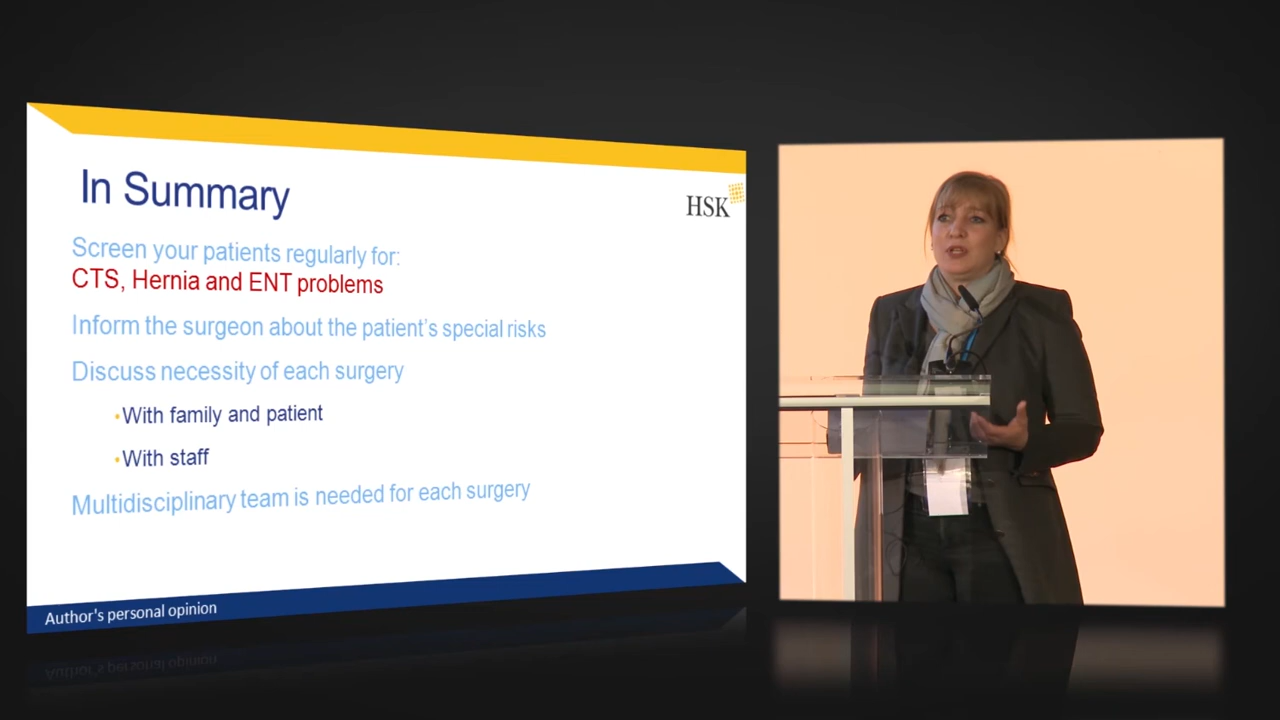 In Summary
HSK
Screen your patients regularly for:
CTS, Hernia and ENT problems
Inform the surgeon about the patient's special risks
Discuss necessity of each surgery
•With family and patient
•With staff
Multidisciplinary team is needed for each surgery
Author's personal opinion